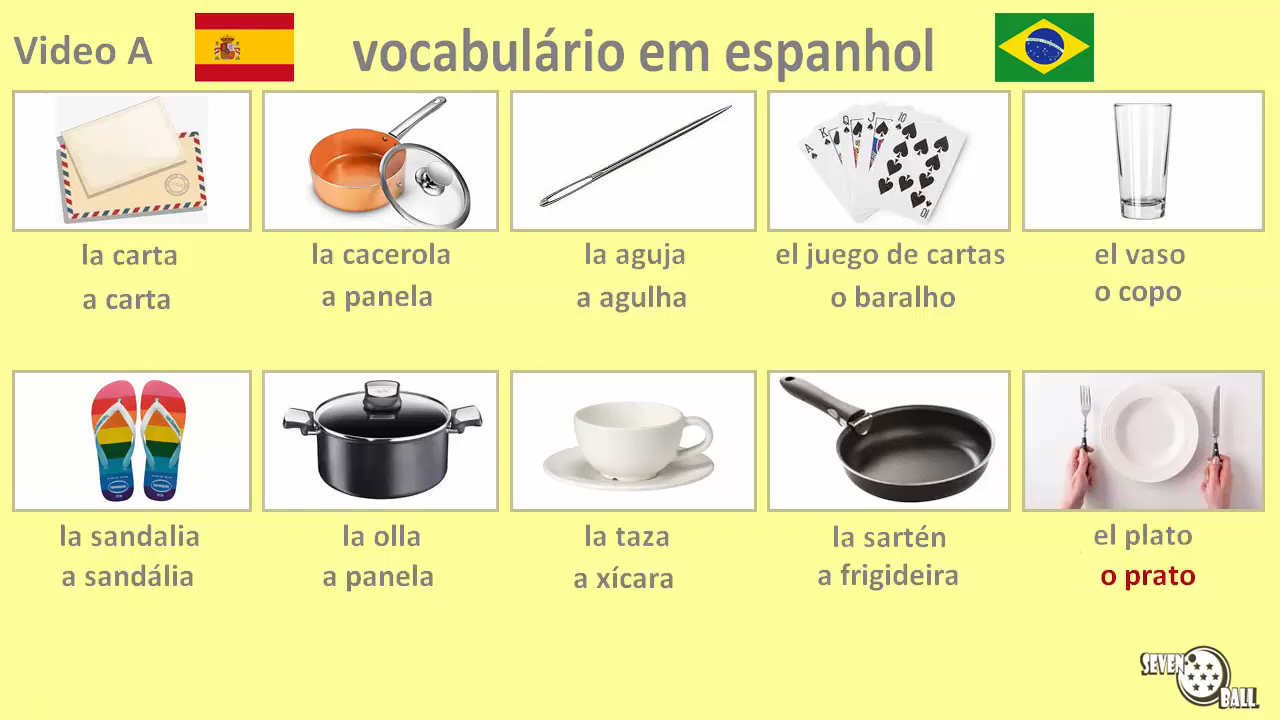 Video A
vocabulário em espanhol
la carta
a carta
la cacerola
a panela
la aguja
a agulha
A K Q J 10
10
el juego de cartas
o baralho
el vaso
o copo
la sandalia
a sandália
la olla
a panela
la taza
a xícara
la sartén
a frigideira
el plato
o prato
SEVEN
BALL